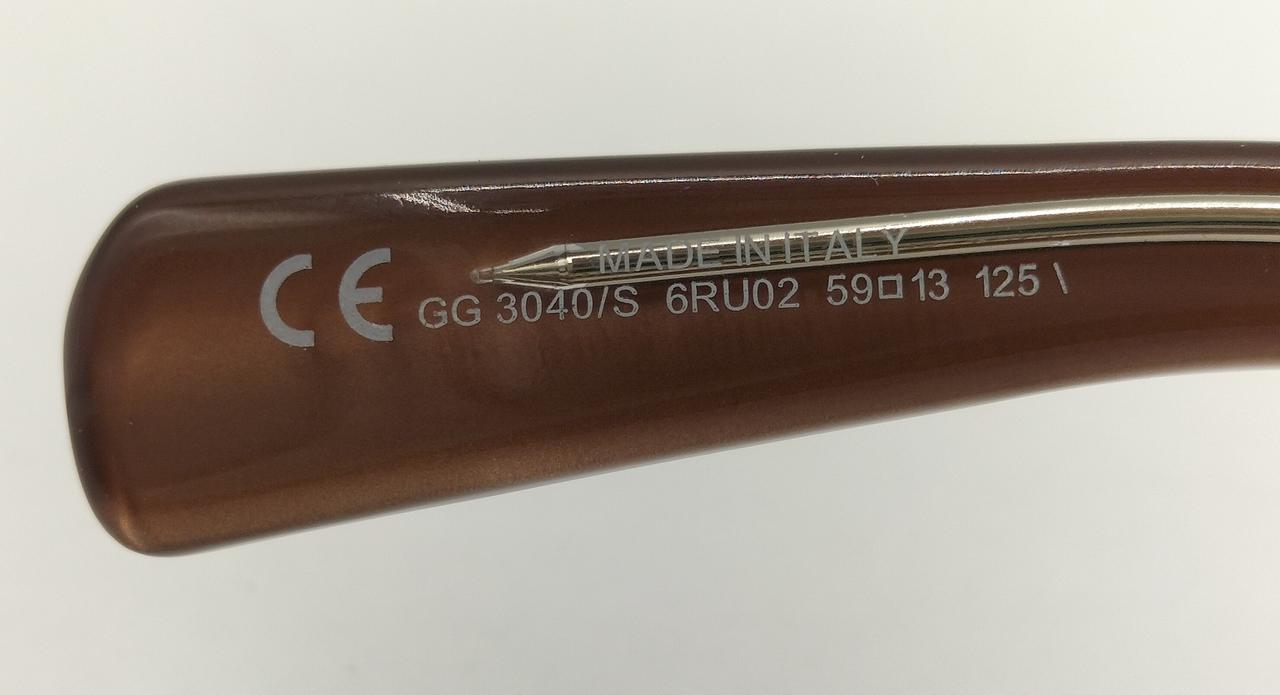 MADE IN ITALY
CE GG 3040/S 6RU02 59□13 125 \